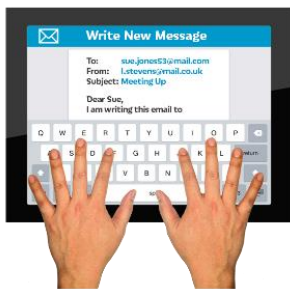 Write New Message
To: sue.jones53@mail.com
From: l.stevens@mail.co.uk
Subject: Meeting Up
Dear Sue,
I am writing this email to
Q W E R T Y U I O P
S D F G H K L return
V B N